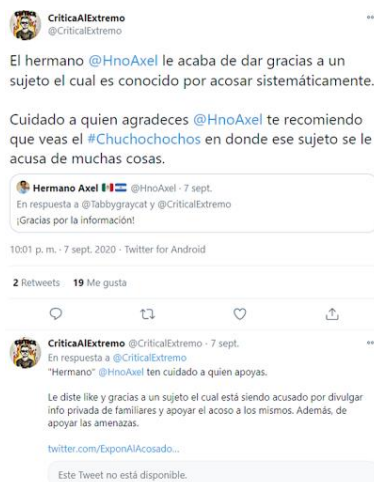 CriticaAlExtremo
@CriticalExtremo
El hermano @HnoAxel le acaba de dar gracias a un
sujeto el cual es conocido por acosar sistemáticamente.
Cuidado a quien agradeces @HnoAxel te recomiendo
que veas el #Chuchochochos en donde ese sujeto se le
acusa de muchas cosas.
Hermano Axel @HnoAxel · 7 sept.
En respuesta a @Tabbygraycat y @CriticalExtremo
¡Gracias por la información!
10:01 p. m. · 7 sept. 2020 · Twitter for Android
2 Retweets 19 Me gusta
CriticaAlExtremo @CriticalExtremo · 7 sept.
En respuesta a @CriticalExtremo
"Hermano" @HnoAxel ten cuidado a quien apoyas.
Le diste like y gracias a un sujeto el cual está siendo acusado por divulgar
info privada de familiares y apoyar el acoso a los mismos. Además, de
apoyar las amenazas.
twitter.com/ExponAlAcosado...
Este Tweet no está disponible.